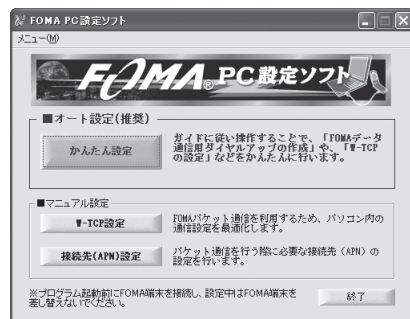 FOMA PC設定ソフト
メニュー(M)
FOMA® PC設定ソフト
■オート設定(推奨)
かんたん設定
ガイドに従い操作することで、「FOMAデータ
通信用ダイヤルアップの作成」や、「W-TCP
の設定」などをかんたんに行います。
■マニュアル設定
W-TCP設定
FOMAパケット通信を利用するため、パソコン内の
通信設定を最適化します。
接続先(APN)設定
パケット通信を行う際に必要な接続先(APN)の
設定を行います。
※プログラム起動前にFOMA端末を接続し、設定中はFOMA端末を
差し替えないでください。
終了